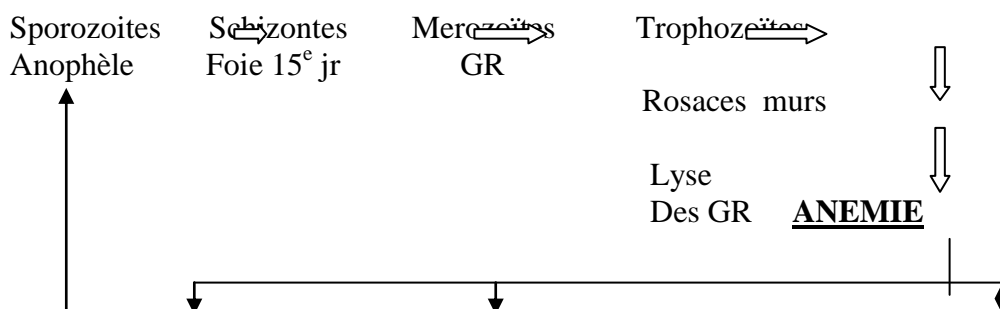 Sporozoites Schizontes Merozoïtes Trophozoïtes
Anophèle Foie 15e jr GR
Rosaces murs
Lyse
Des GR ANEMIE